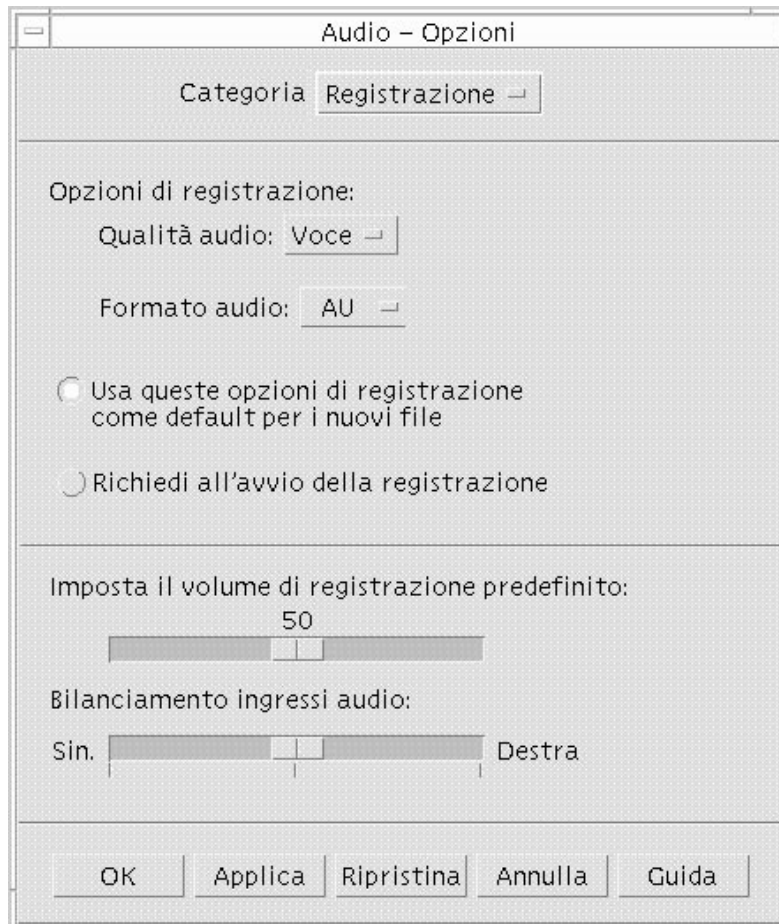 Audio – Opzioni
Categoria Registrazione
Opzioni di registrazione:
Qualità audio: Voce
Formato audio: AU
Usa queste opzioni di registrazione
come default per i nuovi file
Richiedi all'avvio della registrazione
Imposta il volume di registrazione predefinito:
50
Bilanciamento ingressi audio:
Sin. Destra
OK Applica Ripristina Annulla Guida